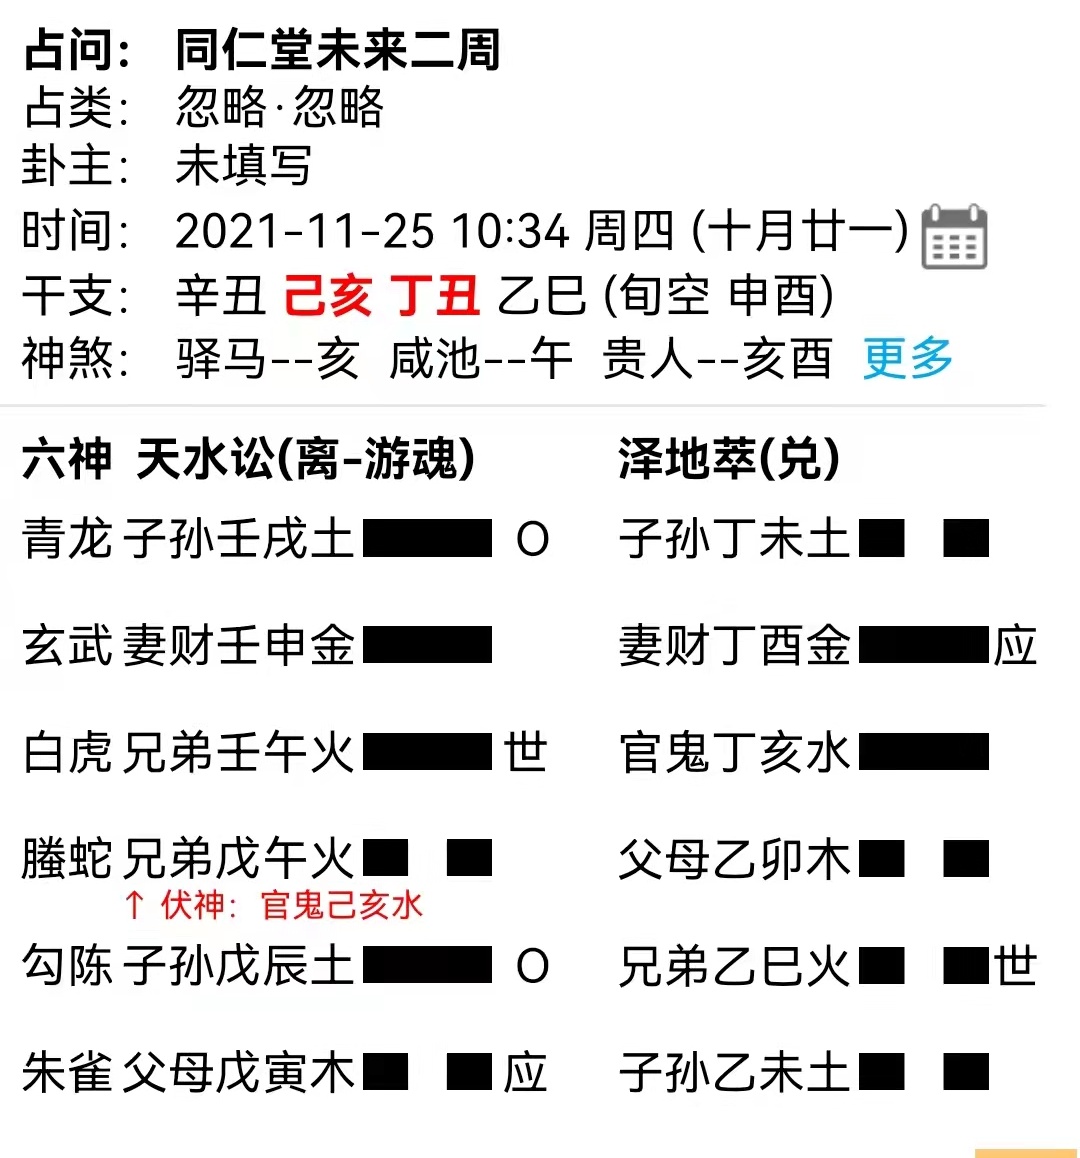 占问： 同仁堂未来二周
占类： 忽略·忽略
卦主： 未填写
时间： 2021-11-25 10:34 周四 (十月廿一)
干支： 辛丑 己亥 丁丑 乙巳 (旬空 申酉)
神煞： 驿马--亥 咸池--午 贵人--亥酉 更多
六神 天水讼(离-游魂) 泽地萃(兑)
青龙 子孙壬戌土 O 子孙丁未土
玄武 妻财壬申金 妻财丁酉金 应
白虎 兄弟壬午火 世 官鬼丁亥水
螣蛇 兄弟戊午火 父母乙卯木
↑ 伏神：官鬼己亥水
勾陈 子孙戊辰土 O 兄弟乙巳火 世
朱雀 父母戊寅木 应 子孙乙未土